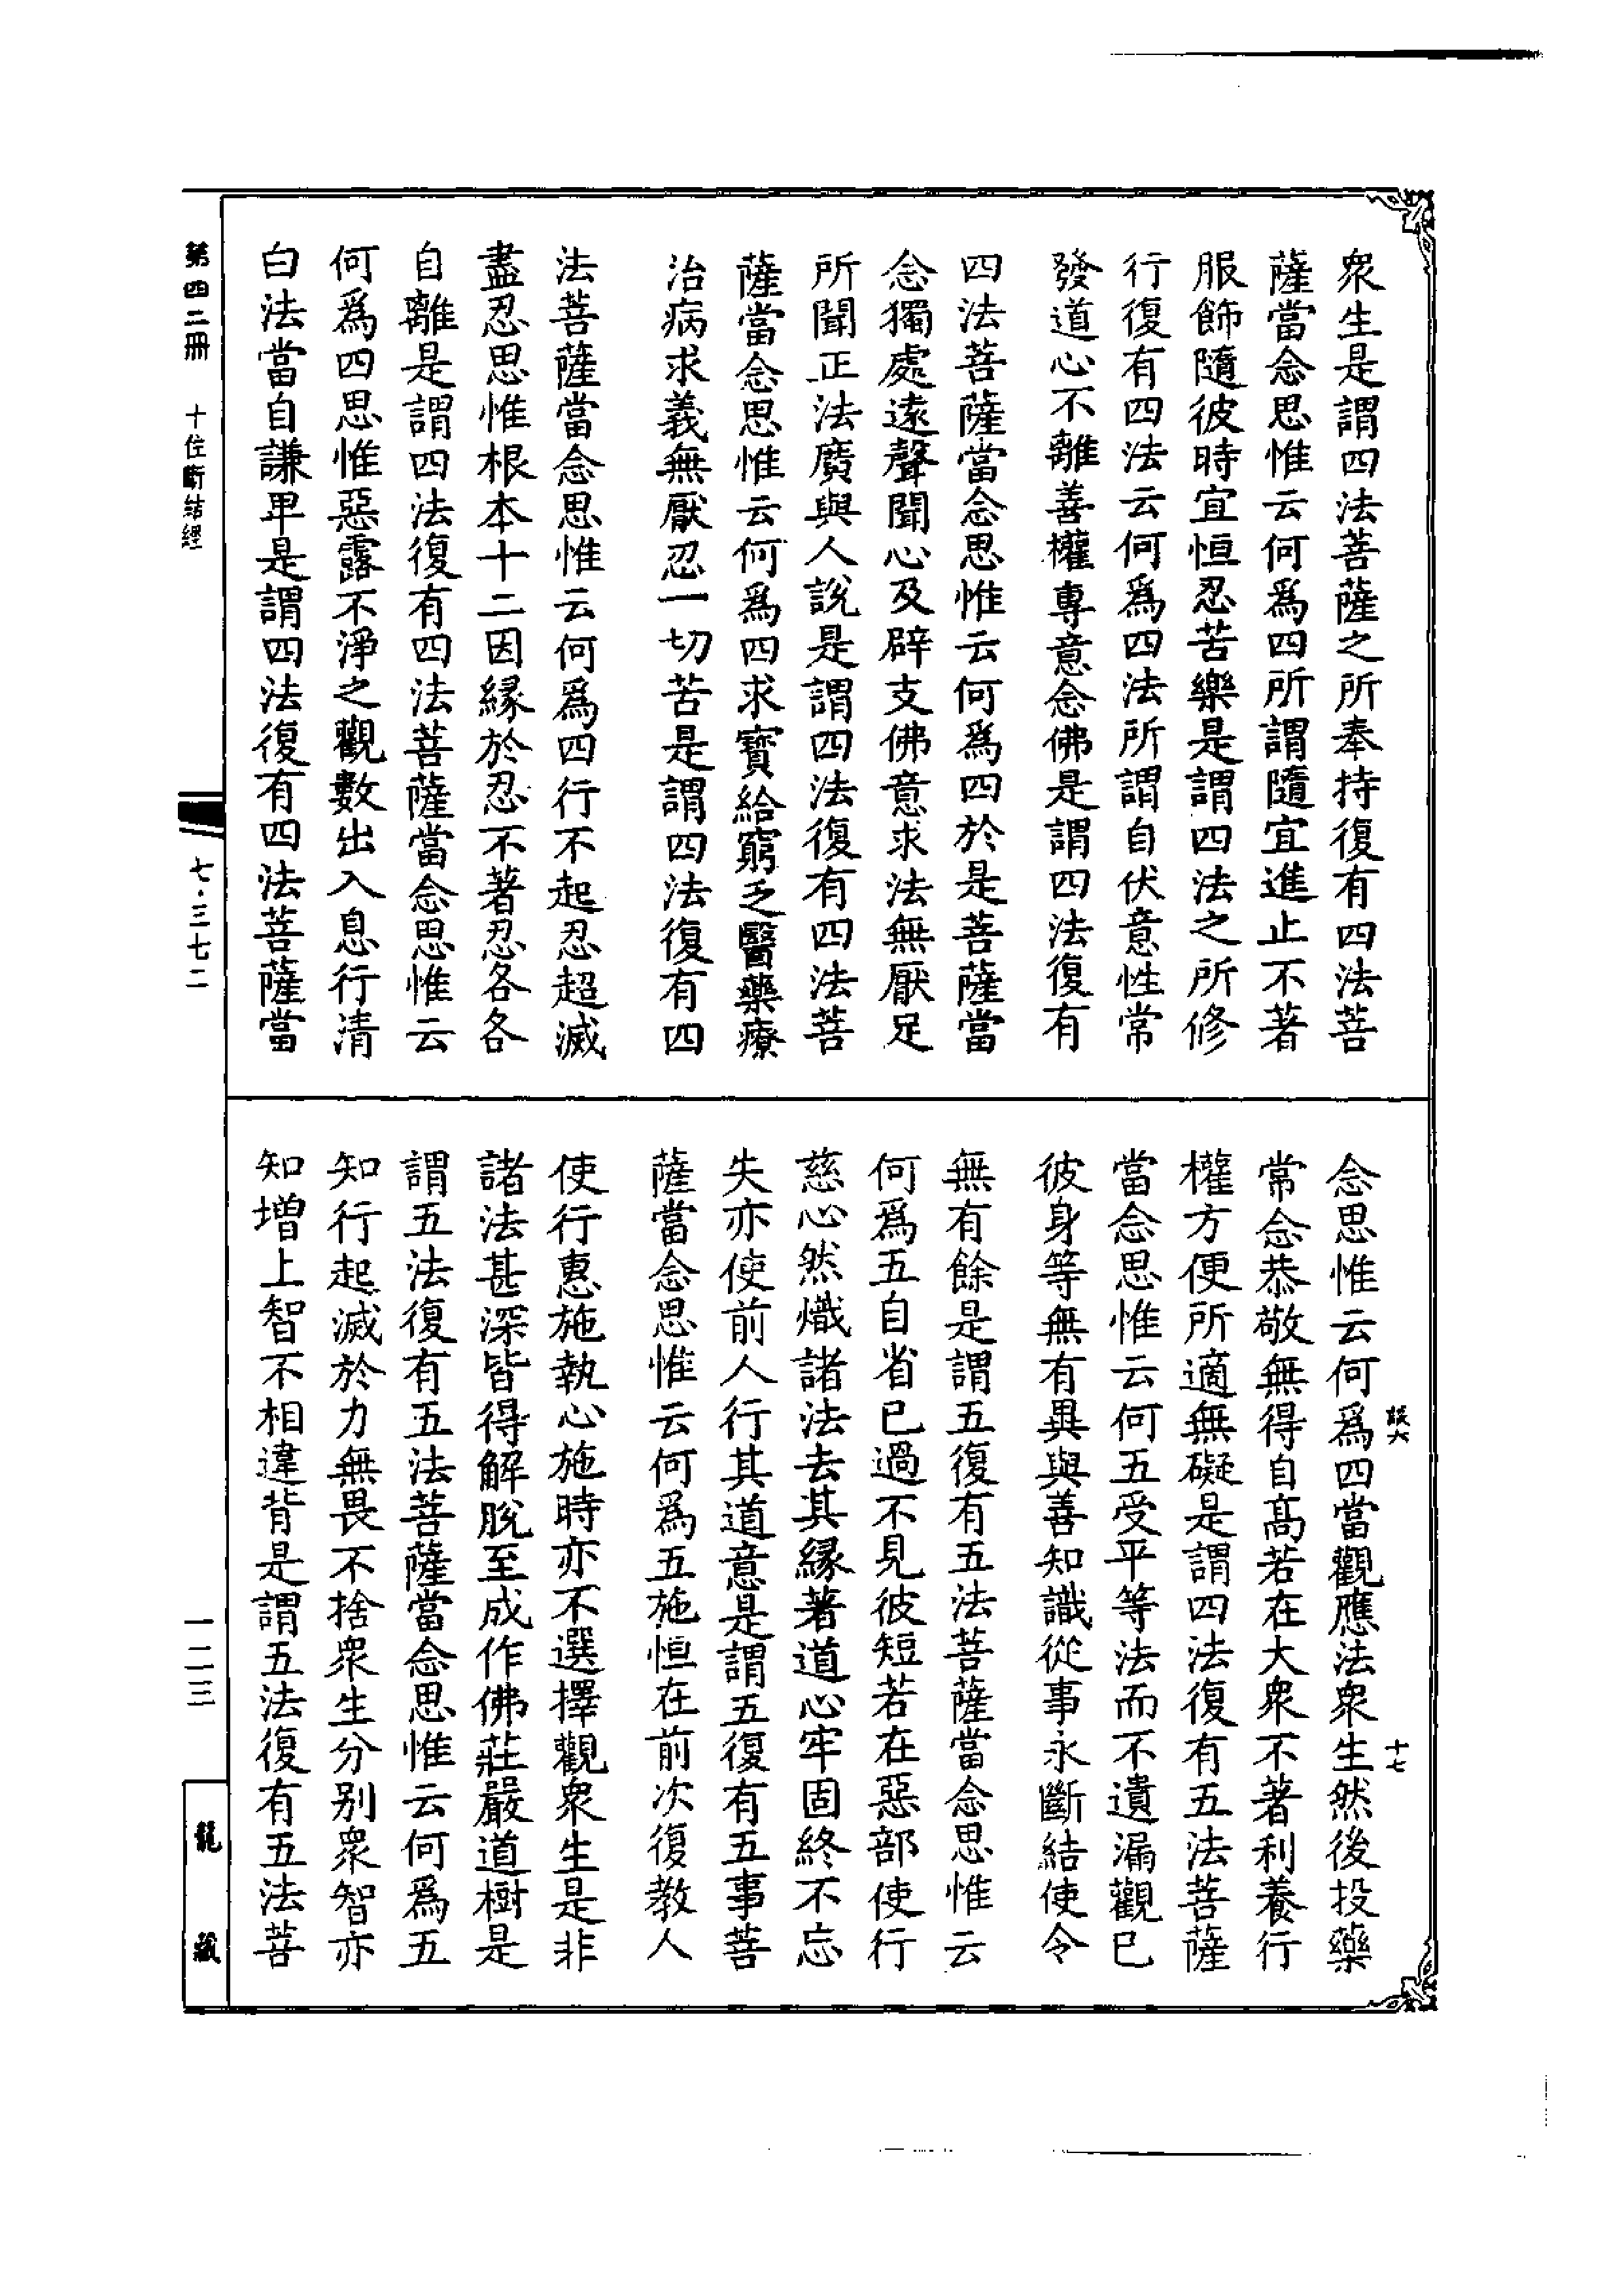 衆生是謂四法菩薩之所奉持復有四法菩
薩當念思惟云何爲四所謂隨宜進止不著
服飾隨彼時宜恒忍苦樂是謂四法之所修
行復有四法云何爲四法所謂自伏意性常
發道心不離善權專意念佛是謂四法復有
四法菩薩當念思惟云何爲四於是菩薩當
念獨處遠聲聞心及辟支佛意求法無厭足
所聞正法廣與人說是謂四法復有四法菩
薩當念思惟云何爲四求寶給窮乏醫藥療
治病求義無厭忍一切苦是謂四法復有四
法菩薩當念思惟云何爲四行不起忍超滅
盡忍思惟根本十二因緣於忍不著忍各各
自離是謂四法復有四法菩薩當念思惟云
何爲四思惟惡露不淨之觀數出入息行清
白法當自謙卑是謂四法復有四法菩薩當
念思惟云何爲四當觀應法衆生然後投藥
常念恭敬無得自高若在大衆不著利養行
權方便所適無礙是謂四法復有五法菩薩
當念思惟云何五受平等法而不遺漏觀已
彼身等無有異與善知識從事永斷結使令
無有餘是謂五復有五法菩薩當念思惟云
何爲五自省已過不見彼短若在惡部使行
慈心然熾諸法去其緣著道心牢固終不忘
失亦使前人行其道意是謂五復有五事菩
薩當念思惟云何爲五施恒在前次復教人
使行惠施執心施時亦不選擇觀衆生是非
諸法甚深皆得解脫至成作佛莊嚴道樹是
謂五法復有五法菩薩當念思惟云何爲五
知行起滅於力無畏不捨衆生分別衆智亦
知增上智不相違背是謂五法復有五法菩
十七
第四二冊　十住斷結經
七·三七二
一二三
龍藏